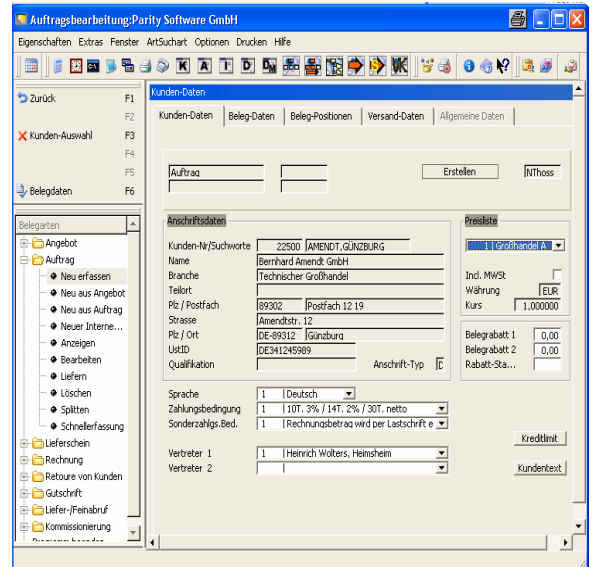 Auftragsbearbeitung:Parity Software GmbH
Eigenschaften Extras Fenster ArtSuchart Optionen Drucken Hilfe
Zurück F1
F2
Kunden-Auswahl F3
F4
F5
Belegdaten F6
Belegarten
Angebot
Auftrag
Neu erfassen
Neu aus Angebot
Neu aus Auftrag
Neuer Interne...
Anzeigen
Bearbeiten
Liefern
Löschen
Splitten
Schnellerfassung
Lieferschein
Rechnung
Retoure von Kunden
Gutschrift
Liefer-/Feinabruf
Kommissionierung
Kunden-Daten
Kunden-Daten Beleg-Daten Beleg-Positionen Versand-Daten Allgemeine Daten
Auftrag Erstellen NThoss
Anschriftsdaten
Kunden-Nr/Suchworte 22500 AMENDT,GÜNZBURG
Name Bernhard Amendt GmbH
Branche Technischer Großhandel
Teilort
Plz / Postfach 89302 Postfach 12 19
Strasse Amendtstr. 12
Plz / Ort DE-89312 Günzburg
UstID DE341245989
Qualifikation Anschrift-Typ D
Preisliste
1 | Großhandel A
Incl. MWSt
Währung EUR
Kurs 1,000000
Belegrabatt 1 0,00
Belegrabatt 2 0,00
Rabatt-Sta...
Sprache 1 | Deutsch
Zahlungsbedingung 1 | 10T. 3% / 14T. 2% / 30T. netto
Sonderzahlgs.Bed. 1 | Rechnungsbetrag wird per Lastschrift e
Vertreter 1 1 | Heinrich Wolters, Heimsheim
Vertreter 2 |
Kreditlimit
Kundentext